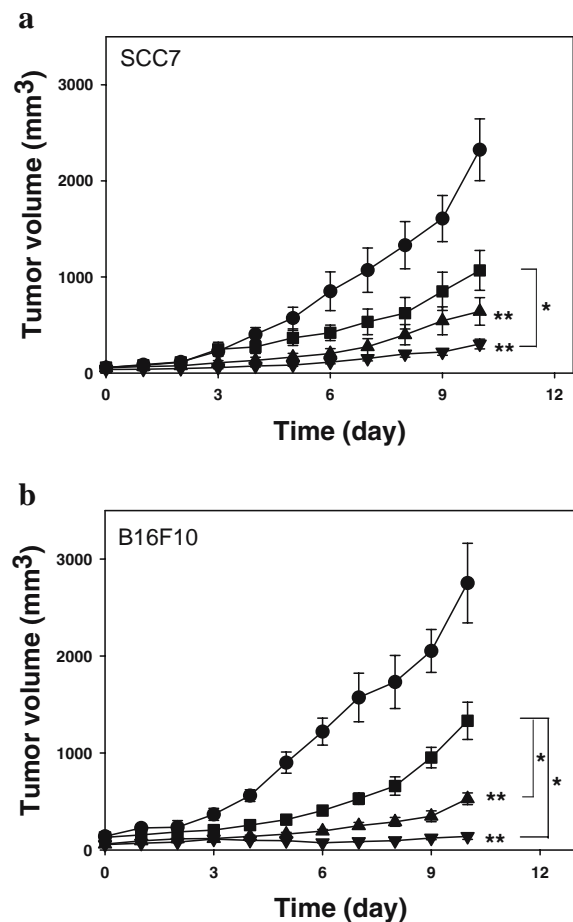 a
SCC7
Tumor volume (mm³)
3000
2000
1000
0
*
**
**
0 3 6 9 12
Time (day)
b
B16F10
Tumor volume (mm³)
3000
2000
1000
0
*
*
**
**
0 3 6 9 12
Time (day)